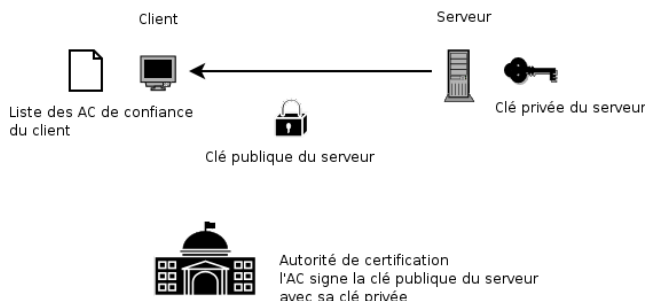 Client
Serveur
Liste des AC de confiance
du client
Clé privée du serveur
Clé publique du serveur
Autorité de certification
l'AC signe la clé publique du serveur
avec sa clé privée